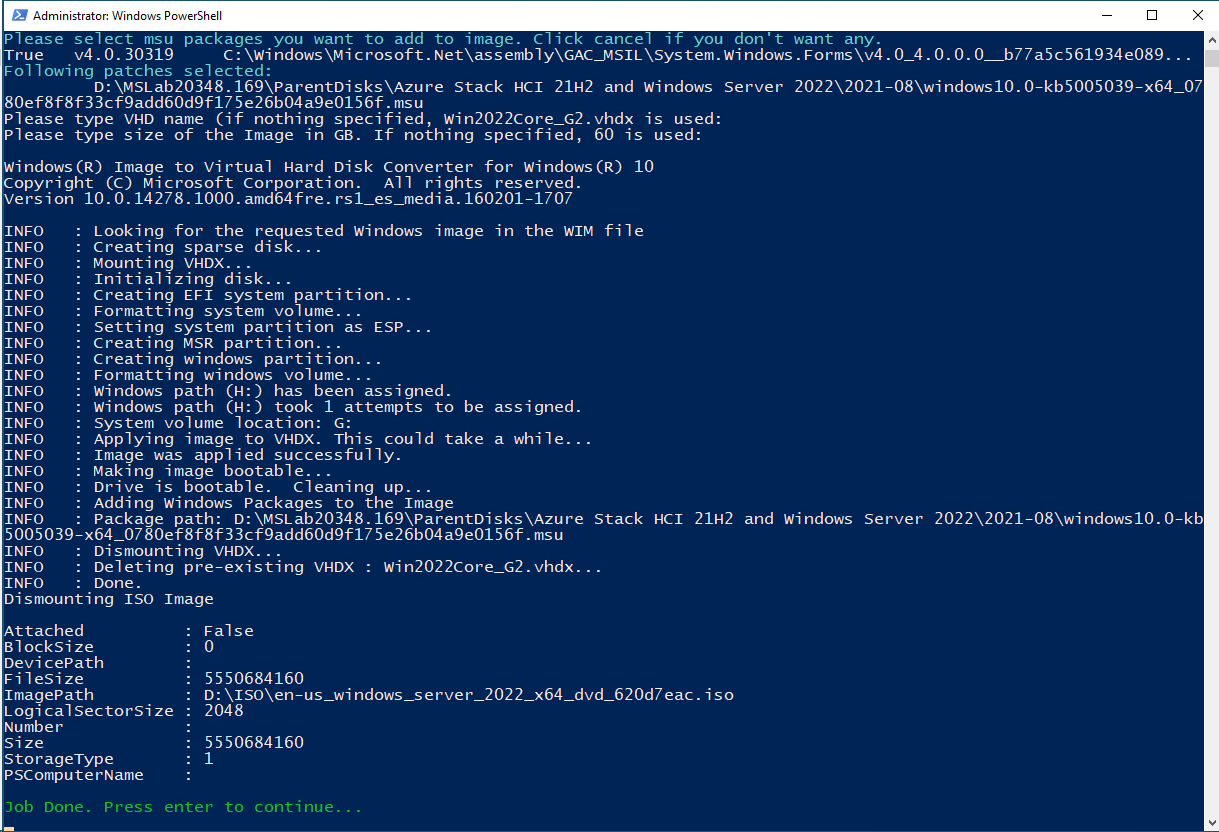 Administrator: Windows PowerShell
Please select msu packages you want to add to image. Click cancel if you don't want any.
True   v4.0.30319     C:\Windows\Microsoft.Net\assembly\GAC_MSIL\System.Windows.Forms\v4.0_4.0.0.0__b77a5c561934e089...
Following patches selected:
         D:\MSLab20348.169\ParentDisks\Azure Stack HCI 21H2 and Windows Server 2022\2021-08\windows10.0-kb5005039-x64_07
80ef8f8f33cf9add60d9f175e26b04a9e0156f.msu
Please type VHD name (if nothing specified, Win2022Core_G2.vhdx is used:
Please type size of the Image in GB. If nothing specified, 60 is used:
Windows(R) Image to Virtual Hard Disk Converter for Windows(R) 10
Copyright (C) Microsoft Corporation.  All rights reserved.
Version 10.0.14278.1000.amd64fre.rs1_es_media.160201-1707
INFO   : Looking for the requested Windows image in the WIM file
INFO   : Creating sparse disk...
INFO   : Mounting VHDX...
INFO   : Initializing disk...
INFO   : Creating EFI system partition...
INFO   : Formatting system volume...
INFO   : Setting system partition as ESP...
INFO   : Creating MSR partition...
INFO   : Creating windows partition...
INFO   : Formatting windows volume...
INFO   : Windows path (H:) has been assigned.
INFO   : Windows path (H:) took 1 attempts to be assigned.
INFO   : System volume location: G:
INFO   : Applying image to VHDX. This could take a while...
INFO   : Image was applied successfully.
INFO   : Making image bootable...
INFO   : Drive is bootable.  Cleaning up...
INFO   : Adding Windows Packages to the Image
INFO   : Package path: D:\MSLab20348.169\ParentDisks\Azure Stack HCI 21H2 and Windows Server 2022\2021-08\windows10.0-kb
5005039-x64_0780ef8f8f33cf9add60d9f175e26b04a9e0156f.msu
INFO   : Dismounting VHDX...
INFO   : Deleting pre-existing VHDX : Win2022Core_G2.vhdx...
INFO   : Done.
Dismounting ISO Image
Attached          : False
BlockSize         : 0
DevicePath        :
FileSize          : 5550684160
ImagePath         : D:\ISO\en-us_windows_server_2022_x64_dvd_620d7eac.iso
LogicalSectorSize : 2048
Number            :
Size              : 5550684160
StorageType       : 1
PSComputerName    :
Job Done. Press enter to continue...